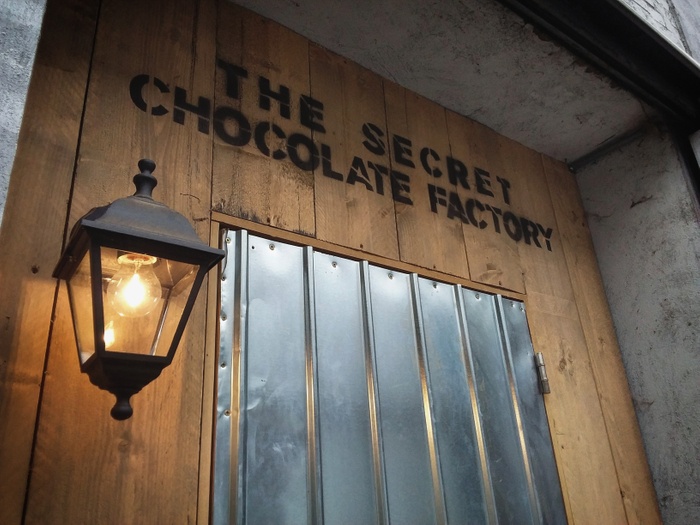 THE SECRET
CHOCOLATE FACTORY